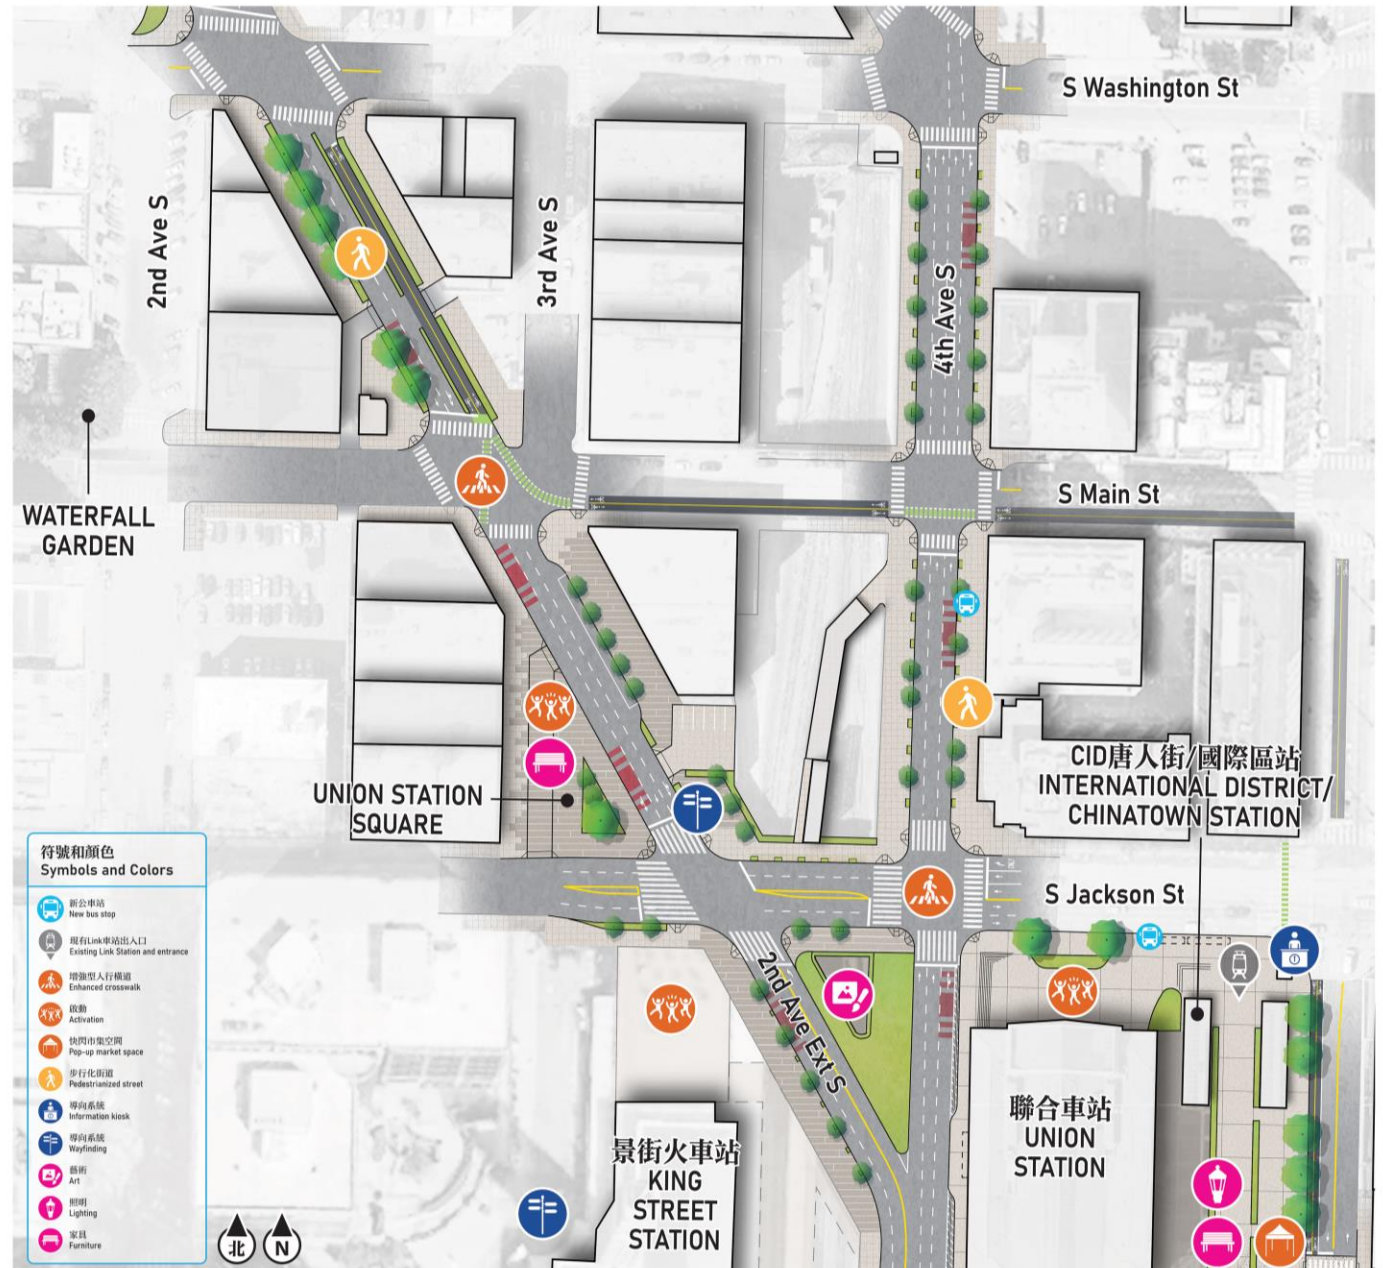 S Washington St
2nd Ave S
3rd Ave S
4th Ave S
S Main St
WATERFALL
GARDEN
CID唐人街/國際區站
INTERNATIONAL DISTRICT/
CHINATOWN STATION
UNION STATION
SQUARE
S Jackson St
符號和顏色
Symbols and Colors
新公車站
New bus stop
現有Link車站出入口
Existing Link Station and entrance
增強型人行橫道
Enhanced crosswalk
啟動
Activation
快閃市集空間
Pop-up market space
步行化街道
Pedestrianized street
導向系統
Information kiosk
導向系統
Wayfinding
藝術
Art
照明
Lighting
家具
Furniture
2nd Ave Ext S
景街火車站
KING
STREET
STATION
聯合車站
UNION
STATION
北
N